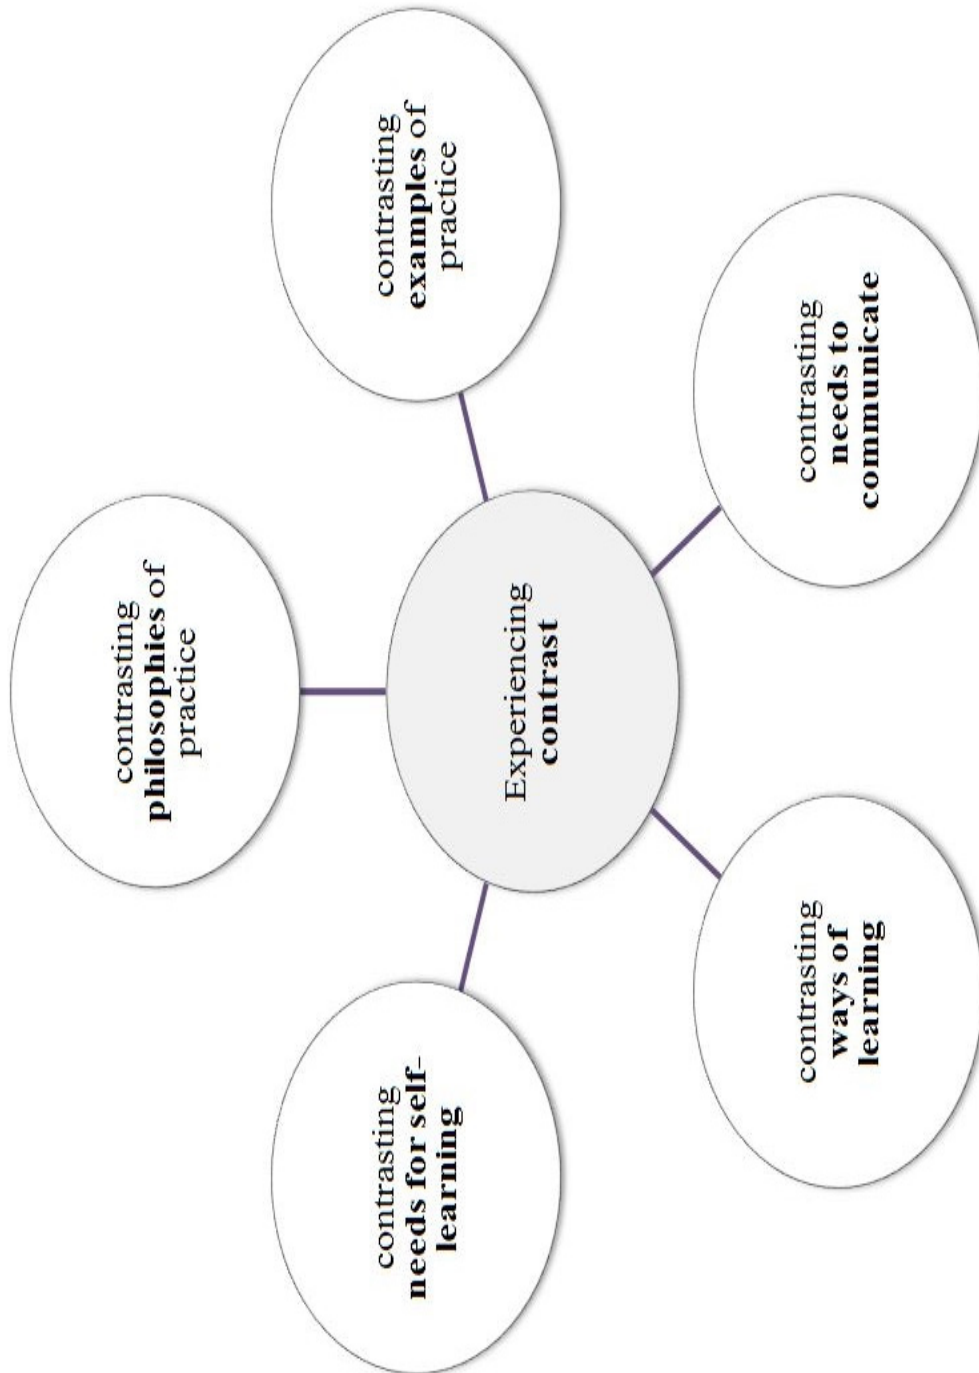 contrasting
philosophies of
practice
contrasting
needs for self-
learning
contrasting
examples of
practice
Experiencing
contrast
contrasting
ways of
learning
contrasting
needs to
communicate